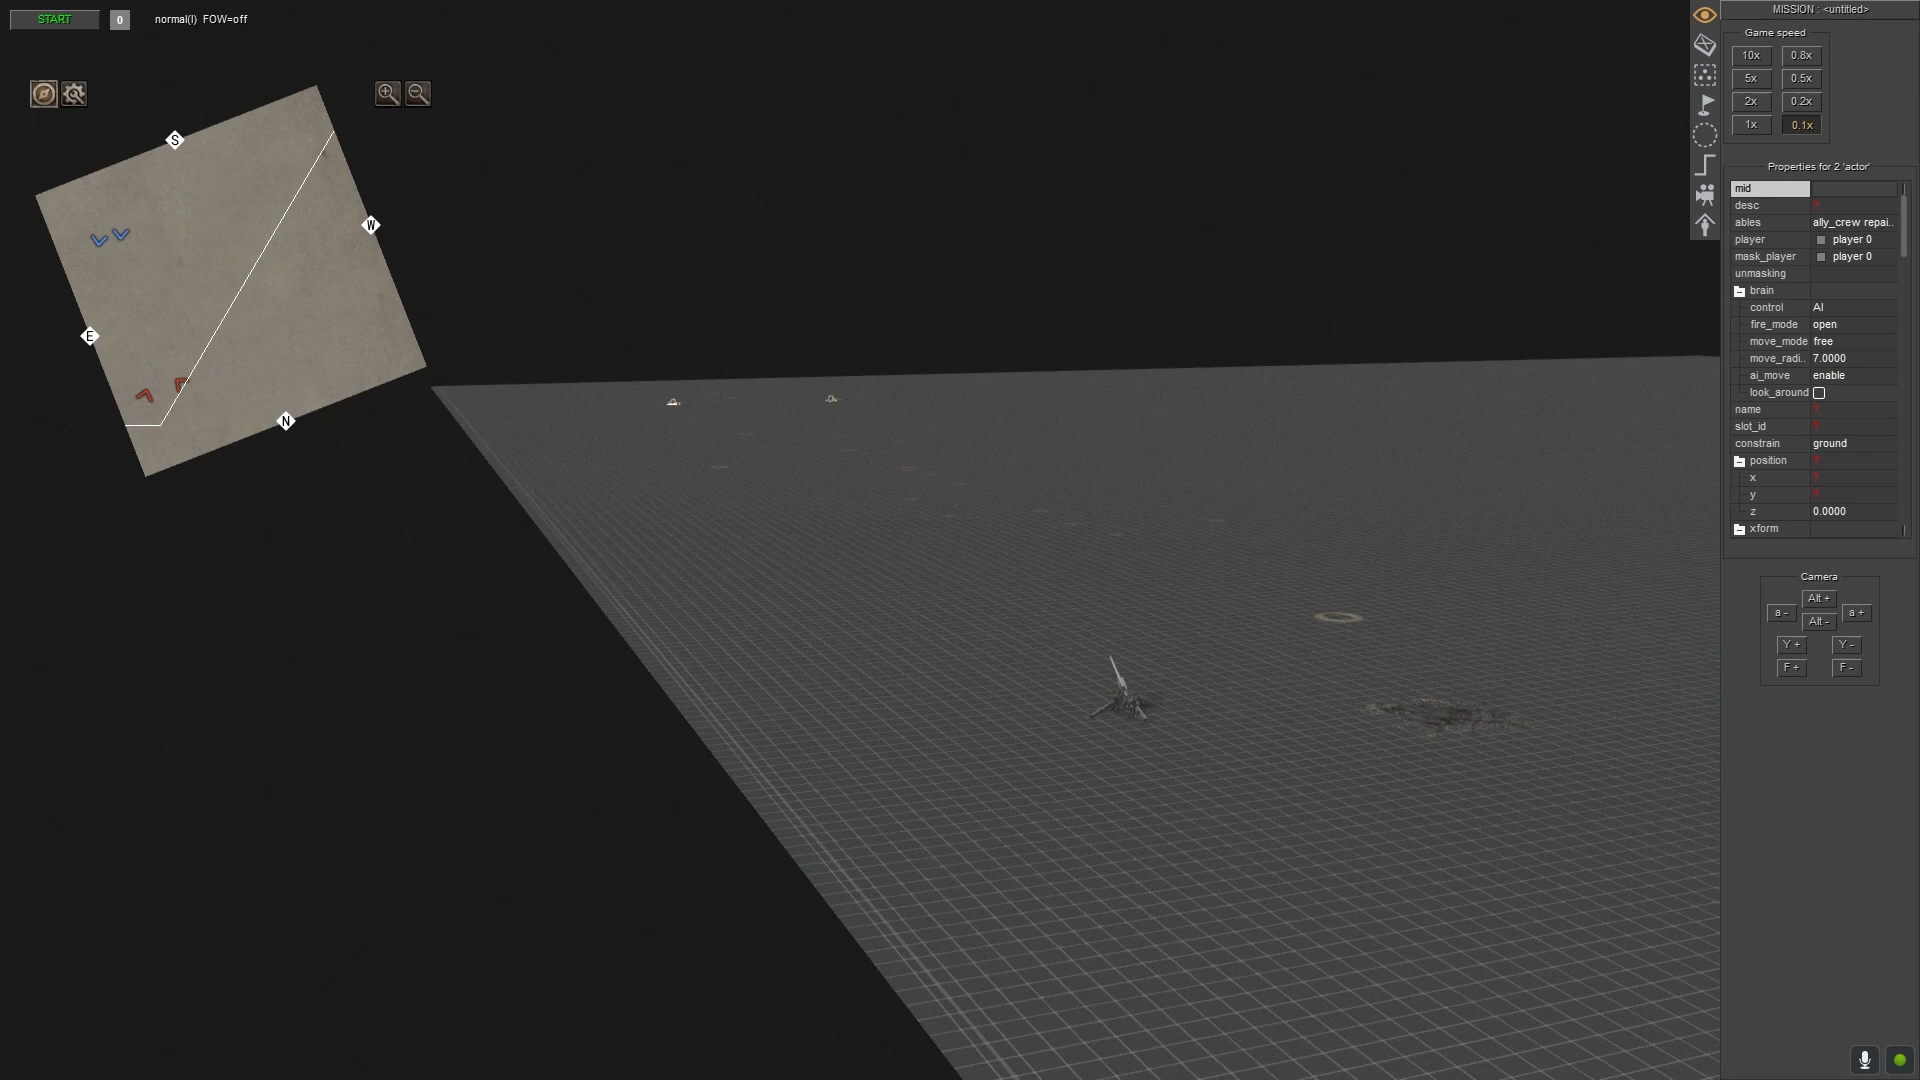 START 0 normal(I) FOW=off
S
W
E
N
MISSION : <untitled>
Game speed
10x 0.8x
5x 0.5x
2x 0.2x
1x 0.1x
Properties for 2 'actor'
mid
desc ?
ables ally_crew repai..
player player 0
mask_player player 0
unmasking
brain
control AI
fire_mode open
move_mode free
move_radi.. 7.0000
ai_move enable
look_around
name ?
slot_id ?
constrain ground
position ?
x ?
y ?
z 0.0000
xform
Camera
Alt +
a - a +
Alt -
Y + Y -
F + F -